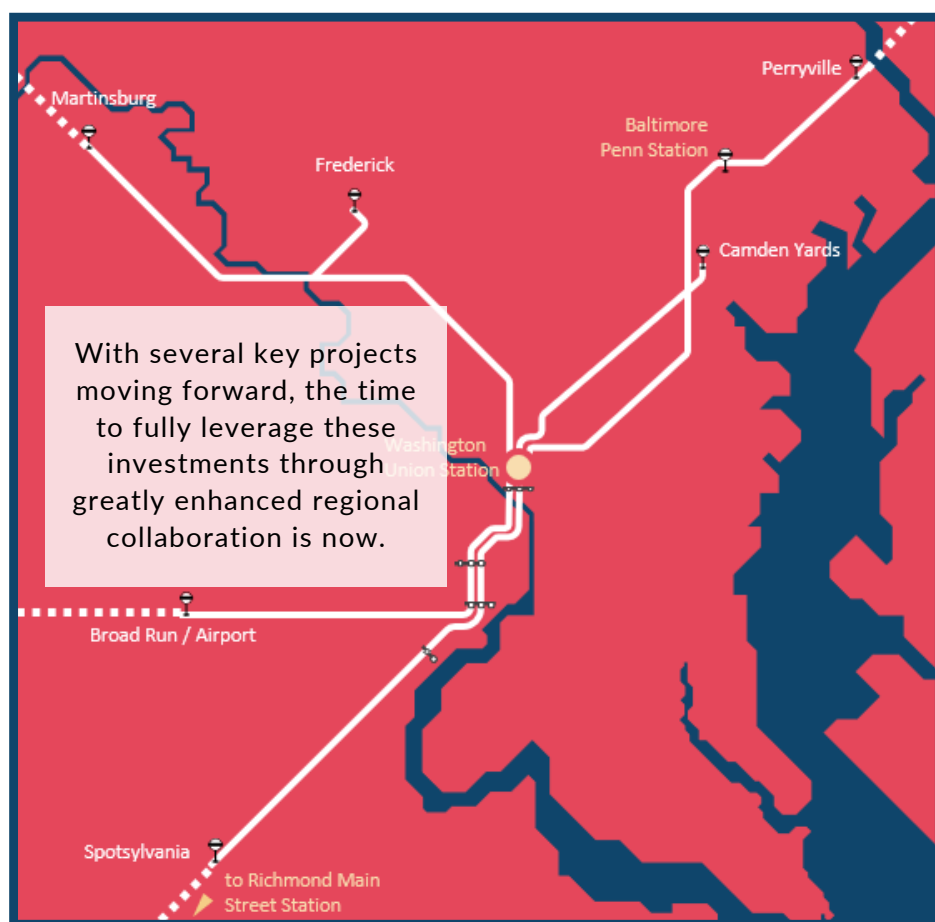 Perryville
Martinsburg
Baltimore
Penn Station
Frederick
Camden Yards
With several key projects
moving forward, the time
to fully leverage these
investments through
greatly enhanced regional
collaboration is now.
Washington
Union Station
Broad Run / Airport
Spotsylvania
to Richmond Main
Street Station